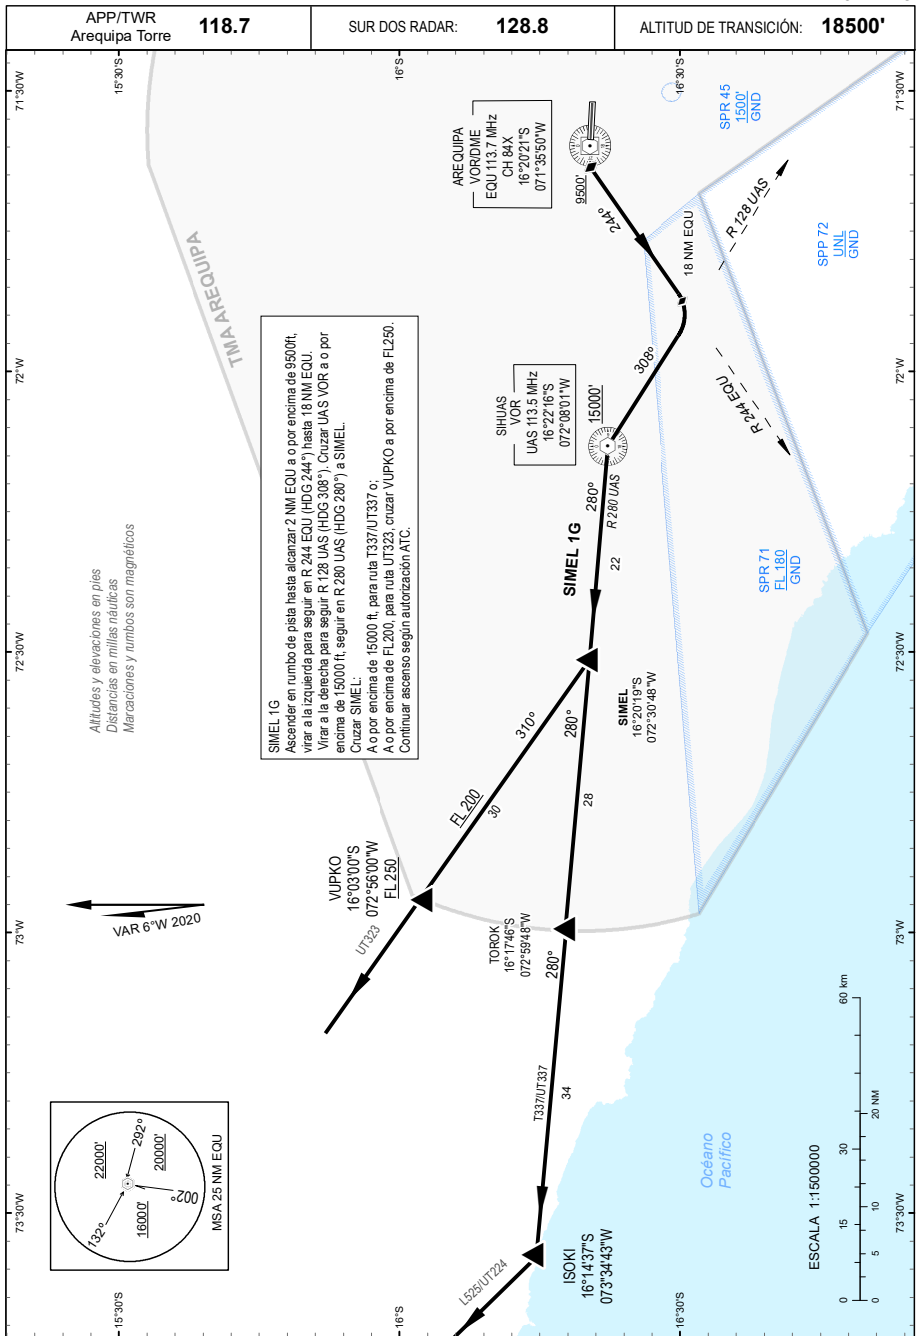 APP/TWR
Arequipa Torre
118.7
SUR DOS RADAR:
128.8
ALTITUD DE TRANSICIÓN:
18500'
15°30'S
16°S
16°30'S
71°30'W
72°W
72°30'W
73°W
73°30'W
15°30'S
16°S
16°30'S
71°30'W
72°W
72°30'W
73°W
73°30'W
Altitudes y elevaciones en pies
Distancias en millas náuticas
Marcaciones y rumbos son magnéticos
TMA AREQUIPA
SIMEL 1G
Ascender en rumbo de pista hasta alcanzar 2 NM EQU a o por encima de 9500ft,
virar a la izquierda para seguir en R 244 EQU (HDG 244°) hasta 18 NM EQU.
Virar a la derecha para seguir R 128 UAS (HDG 308°). Cruzar UAS VOR a o por
encima de 15000 ft, seguir en R 280 UAS (HDG 280°) a SIMEL.
Cruzar SIMEL:
A o por encima de 15000 ft, para ruta T337/UT337 o;
A o por encima de FL200, para ruta UT323, cruzar VUPKO a por encima de FL250.
Continuar ascenso según autorización ATC.
AREQUIPA
VOR/DME
EQU 113.7 MHz
CH 84X
16°20'21"S
071°35'50"W
9500'
244°
18 NM EQU
308°
SIHUAS
VOR
UAS 113.5 MHz
16°22'16"S
072°08'01"W
15000'
280°
R 280 UAS
SIMEL 1G
22
SIMEL
16°20'19"S
072°30'48"W
310°
FL 200
30
VUPKO
16°03'00"S
072°56'00"W
FL 250
UT323
280°
28
TOROK
16°17'46"S
072°59'48"W
280°
T337/UT337
34
ISOKI
16°14'37"S
073°34'43"W
L525/UT224
SPR 45
1500'
GND
R 128 UAS
SPP 72
UNL
GND
R 244 EQU
SPR 71
FL 180
GND
VAR 6°W 2020
22000'
292°
20000'
002°
16000'
132°
MSA 25 NM EQU
Océano
Pacífico
ESCALA 1:1500000
0
15
30
60 km
0
5
10
20 NM